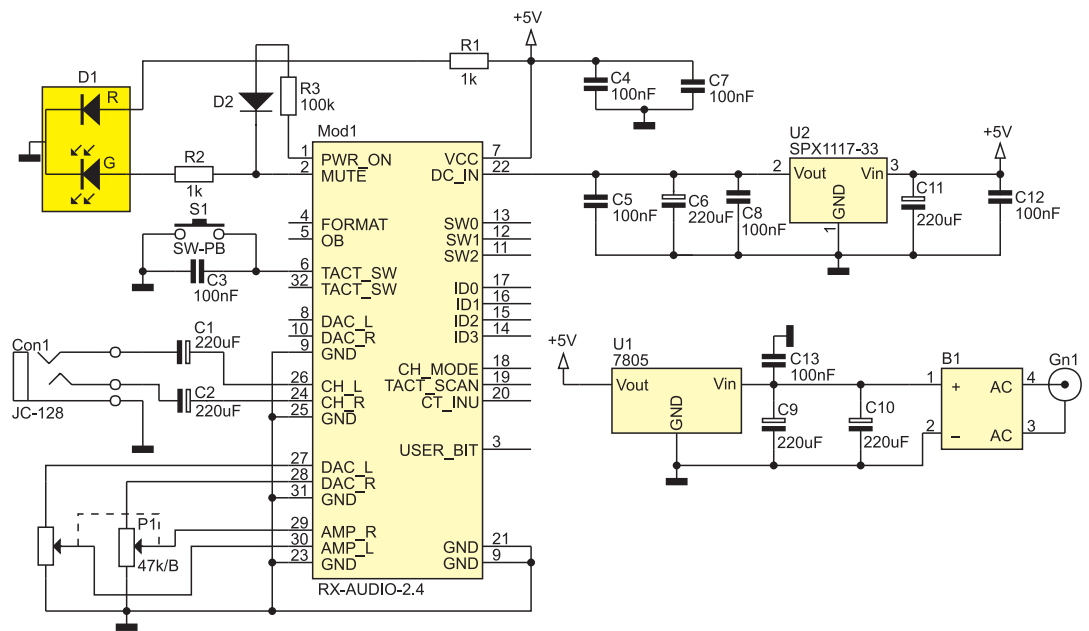 +5V
R1
1k
D1
R
G
D2
R3
100k
R2
1k
S1
SW-PB
C3
100nF
C4
100nF
C7
100nF
Mod1
1 PWR_ON
2 MUTE
4 FORMAT
5 OB
6 TACT_SW
32 TACT_SW
8 DAC_L
10 DAC_R
9 GND
26 CH_L
24 CH_R
25 GND
27 DAC_L
28 DAC_R
31 GND
29 AMP_R
30 AMP_L
23 GND
VCC 7
DC_IN 22
SW0 13
SW1 12
SW2 11
ID0 17
ID1 16
ID2 15
ID3 14
CH_MODE 18
TACT_SCAN 19
CT_INU 20
USER_BIT 3
GND 21
GND 9
RX-AUDIO-2.4
Con1
JC-128
C1
220uF
C2
220uF
P1
47k/B
U2
SPX1117-33
2 Vout Vin 3
GND
1
+5V
C5
100nF
C6
220uF
C8
100nF
C11
220uF
C12
100nF
+5V
U1
7805
Vout Vin
GND
C13
100nF
C9
220uF
C10
220uF
B1
1 + AC 4
2 – AC 3
Gn1